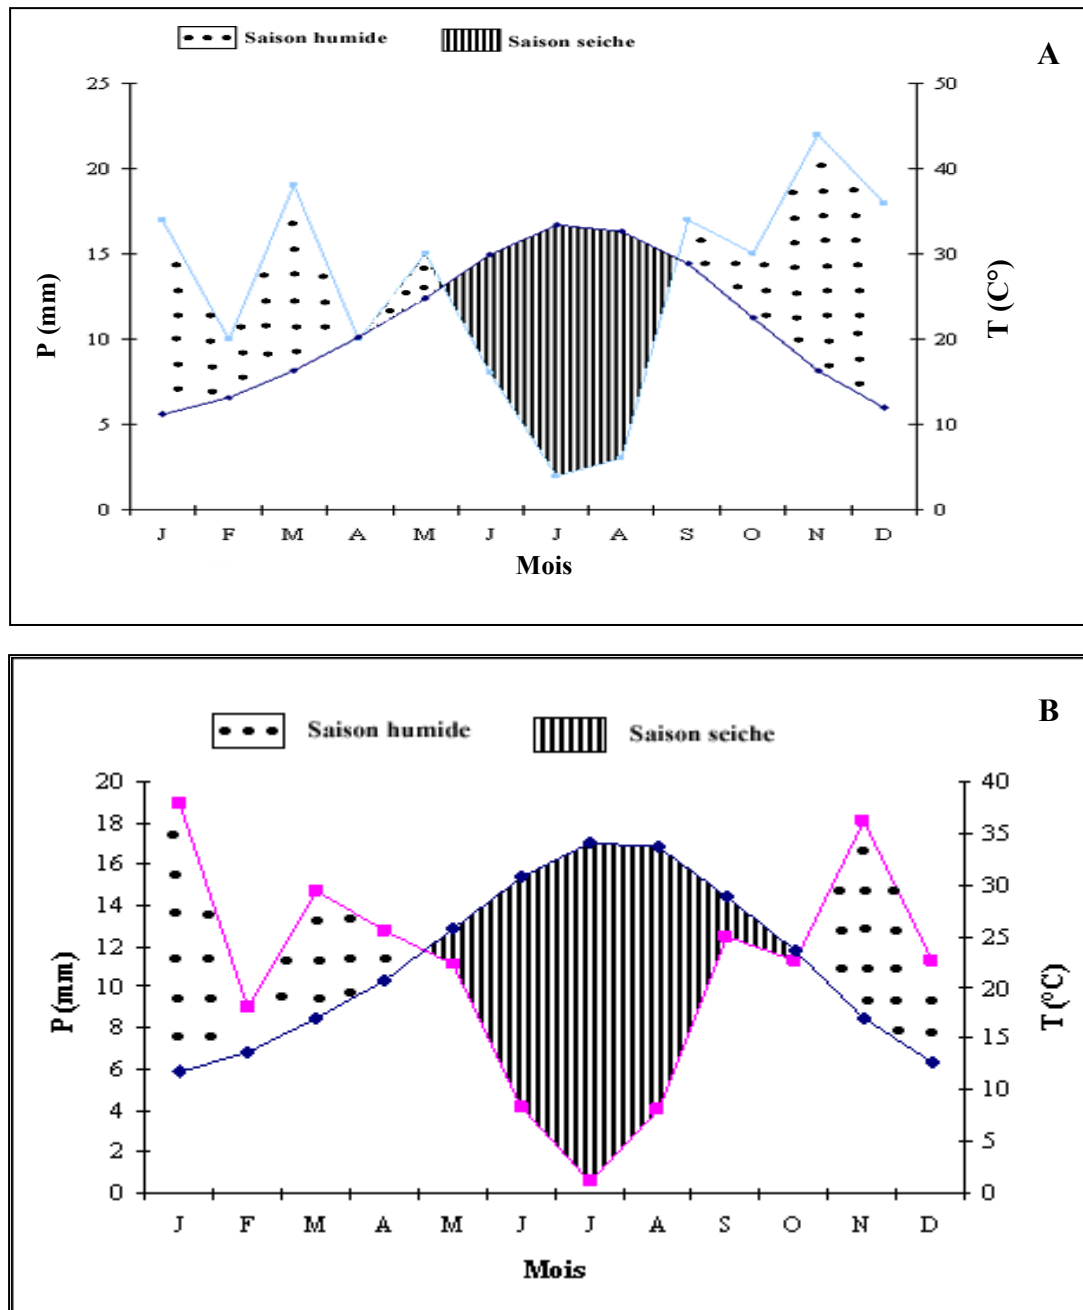 Saison humide Saison seiche
A
25 50
20 40
15 30
10 20
5 10
0 0
P (mm)
T (C°)
J F M A M J J A S O N D
Mois
B
Saison humide Saison seiche
20 40
18 35
16
14 30
12 25
10 20
8 15
6 10
4 5
2
0 0
P(mm)
T(ºC)
J F M A M J J A S O N D
Mois